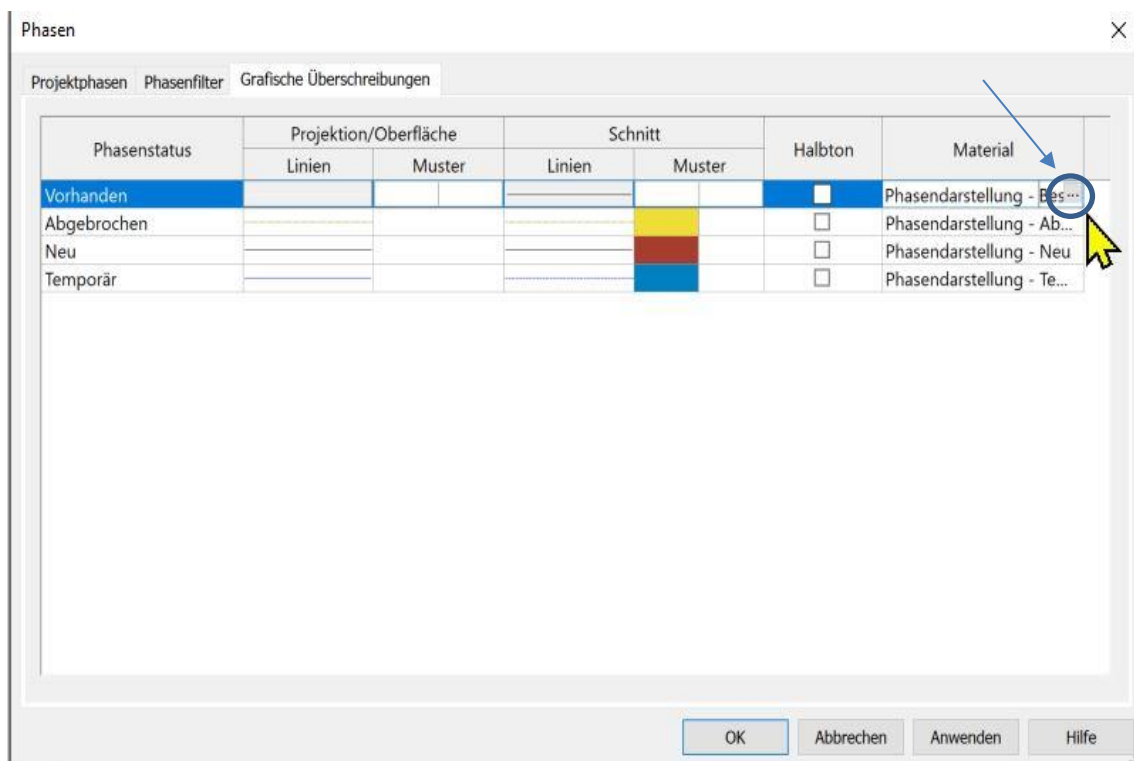 Phasen
Projektphasen Phasenfilter Grafische Überschreibungen
Phasenstatus Projektion/Oberfläche Schnitt Halbton Material
Linien Muster Linien Muster
Vorhanden Phasendarstellung - Bes...
Abgebrochen Phasendarstellung - Ab...
Neu Phasendarstellung - Neu
Temporär Phasendarstellung - Te...
OK Abbrechen Anwenden Hilfe